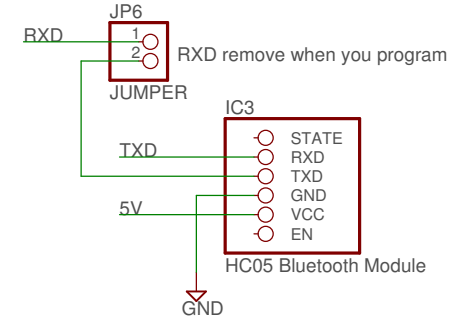 JP6
RXD
1
2
RXD remove when you program
JUMPER
IC3
STATE
TXD
RXD
TXD
GND
5V
VCC
EN
HC05 Bluetooth Module
GND